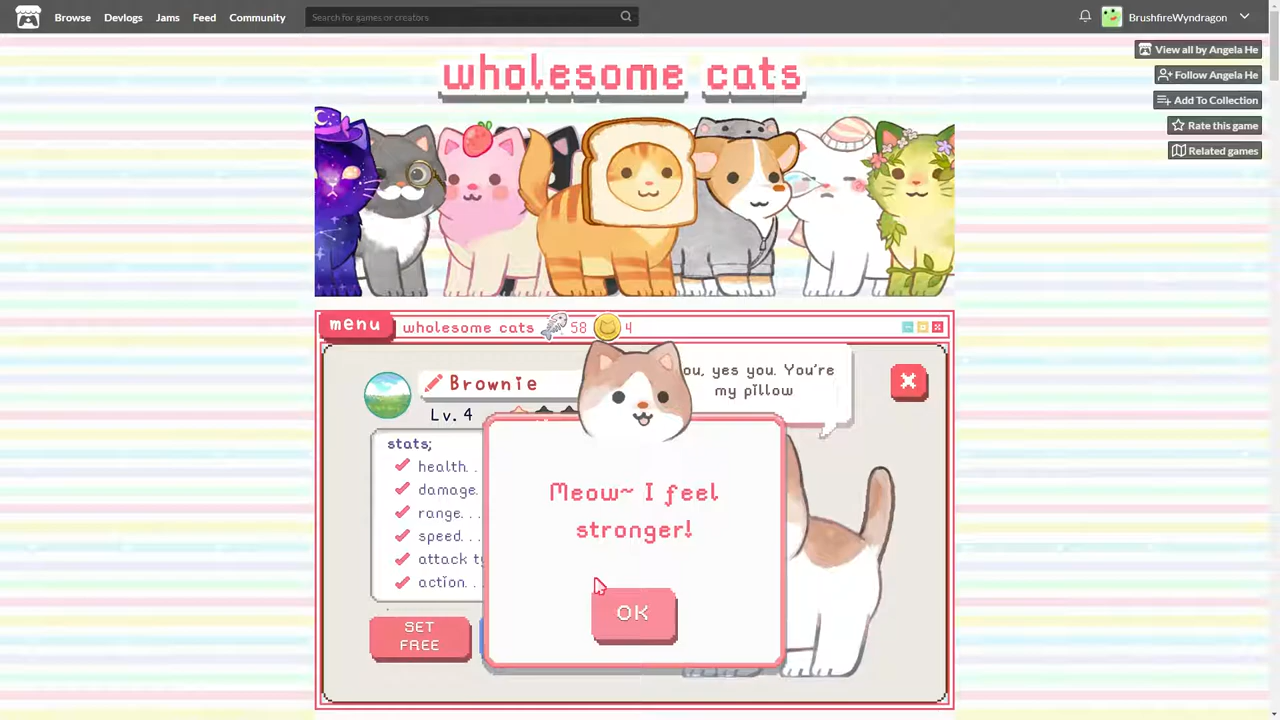 Browse Devlogs Jams Feed Community Search for games or creators BrushfireWyndragon
View all by Angela He
Follow Angela He
Add To Collection
Rate this game
Related games
wholesome cats
menu wholesome cats 58 4
Brownie
Lv. 4
ou, yes you. You're
my pillow
stats;
health. .
damage.
range. . .
speed. . .
attack ty
action. . .
SET
FREE
Meow~ I feel
stronger!
OK